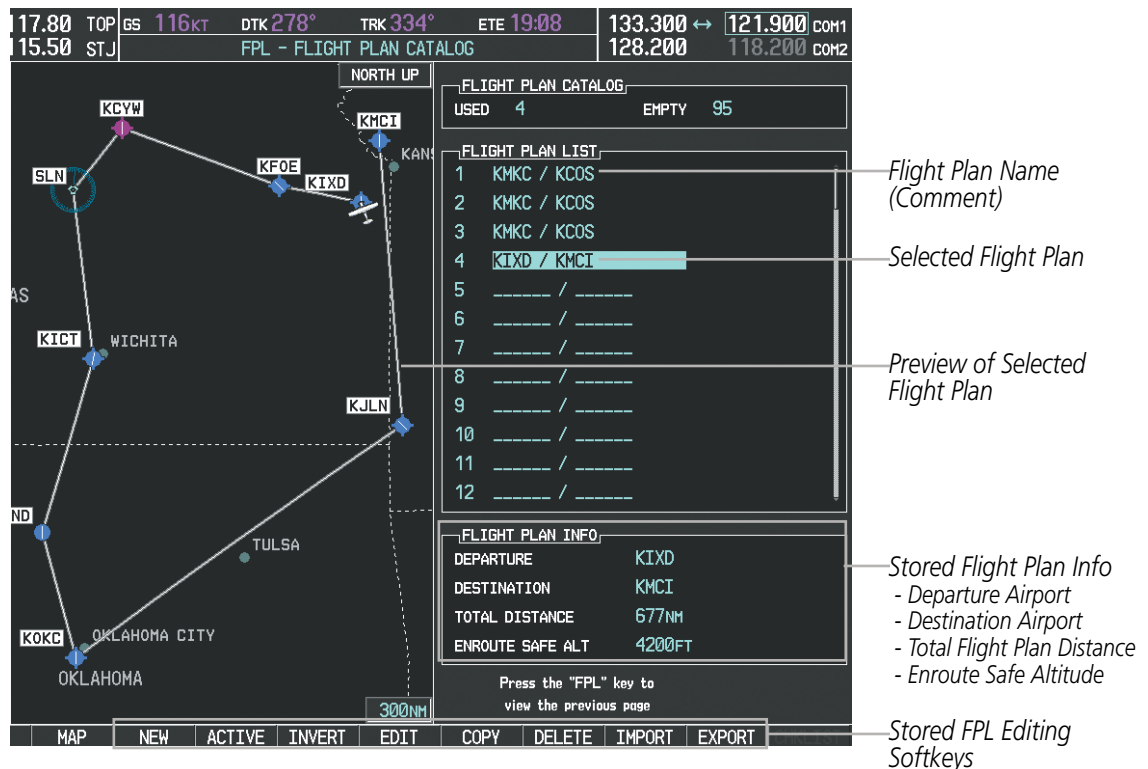 117.80 TOP GS 116KT DTK 278° TRK 334° ETE 19:08 133.300 ↔ 121.900 COM1
115.50 STJ FPL – FLIGHT PLAN CATALOG 128.200 118.200 COM2
NORTH UP
KCYW
KMCI
KANS
SLN
KFOE
KIXD
AS
KICT
WICHITA
KJLN
ND
TULSA
KOKC
OKLAHOMA CITY
OKLAHOMA
300NM
FLIGHT PLAN CATALOG
USED 4 EMPTY 95
FLIGHT PLAN LIST
1 KMKC / KCOS
2 KMKC / KCOS
3 KMKC / KCOS
4 KIXD / KMCI
5 ______ / ______
6 ______ / ______
7 ______ / ______
8 ______ / ______
9 ______ / ______
10 ______ / ______
11 ______ / ______
12 ______ / ______
FLIGHT PLAN INFO
DEPARTURE KIXD
DESTINATION KMCI
TOTAL DISTANCE 677NM
ENROUTE SAFE ALT 4200FT
Press the "FPL" key to
view the previous page
MAP NEW ACTIVE INVERT EDIT COPY DELETE IMPORT EXPORT
Flight Plan Name
(Comment)
Selected Flight Plan
Preview of Selected
Flight Plan
Stored Flight Plan Info
- Departure Airport
- Destination Airport
- Total Flight Plan Distance
- Enroute Safe Altitude
Stored FPL Editing
Softkeys